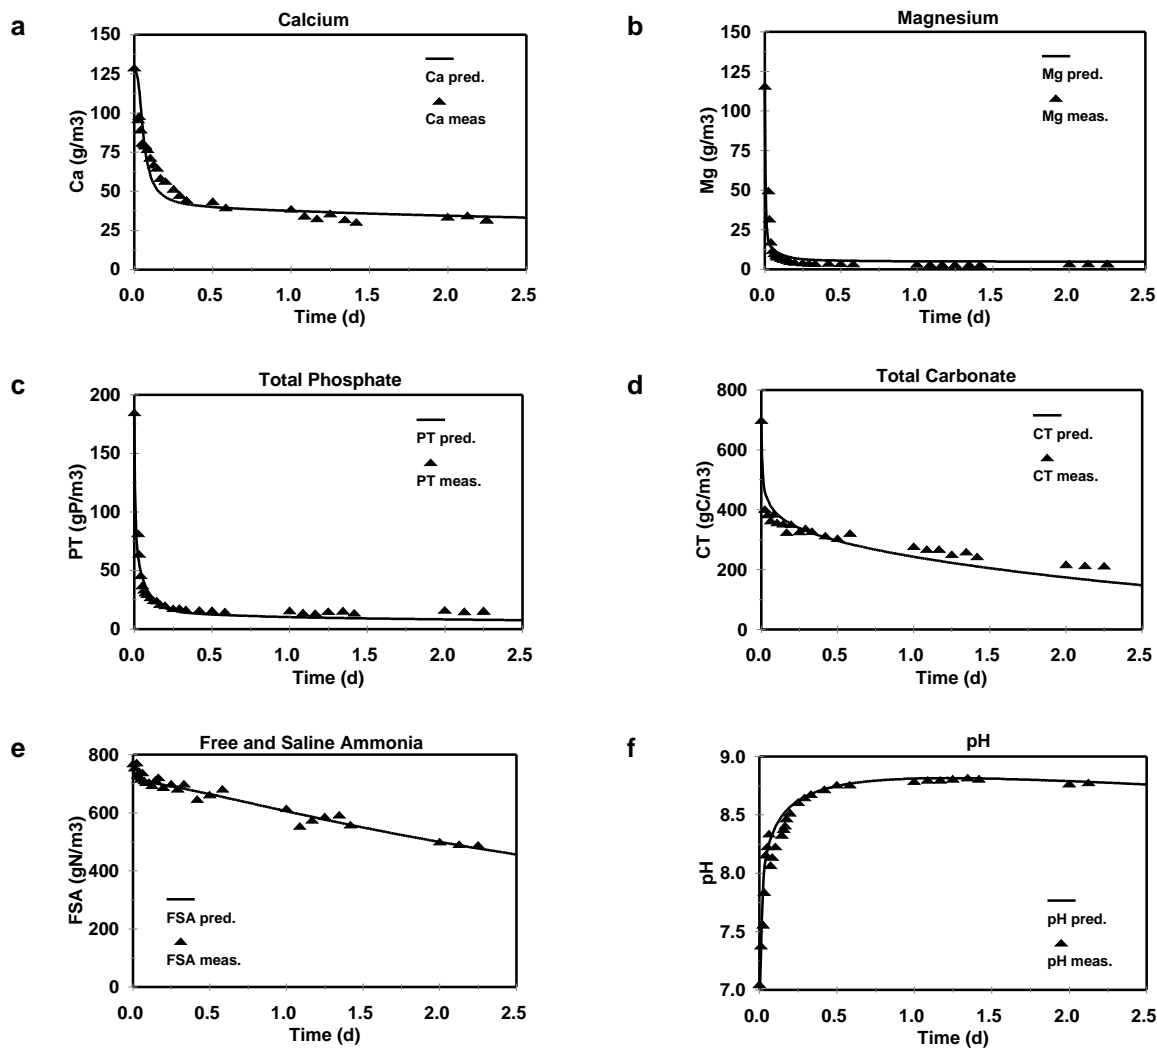 a
Calcium
150
125
100
75
50
25
0
Ca (g/m3)
Ca pred.
Ca meas
0.0 0.5 1.0 1.5 2.0 2.5
Time (d)
b
Magnesium
150
125
100
75
50
25
0
Mg (g/m3)
Mg pred.
Mg meas.
0.0 0.5 1.0 1.5 2.0 2.5
Time (d)
c
Total Phosphate
200
150
100
50
0
PT (gP/m3)
PT pred.
PT meas.
0.0 0.5 1.0 1.5 2.0 2.5
Time (d)
d
Total Carbonate
800
600
400
200
0
CT (gC/m3)
CT pred.
CT meas.
0.0 0.5 1.0 1.5 2.0 2.5
Time (d)
e
Free and Saline Ammonia
800
600
400
200
0
FSA (gN/m3)
FSA pred.
FSA meas.
0.0 0.5 1.0 1.5 2.0 2.5
Time (d)
f
pH
9.0
8.5
8.0
7.5
7.0
pH
pH pred.
pH meas.
0.0 0.5 1.0 1.5 2.0 2.5
Time (d)